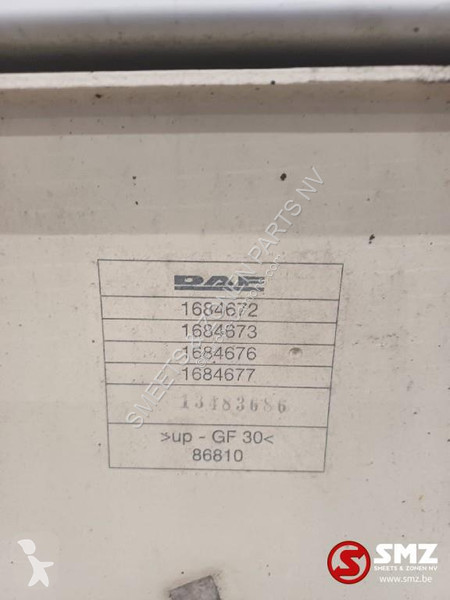 DAF
1684672
1684673
1684676
1684677
13483686
>up - GF 30<
86810
SMEETS & ZONEN PARTS NV
SMZ
SMEETS & ZONEN NV
www.smz.be